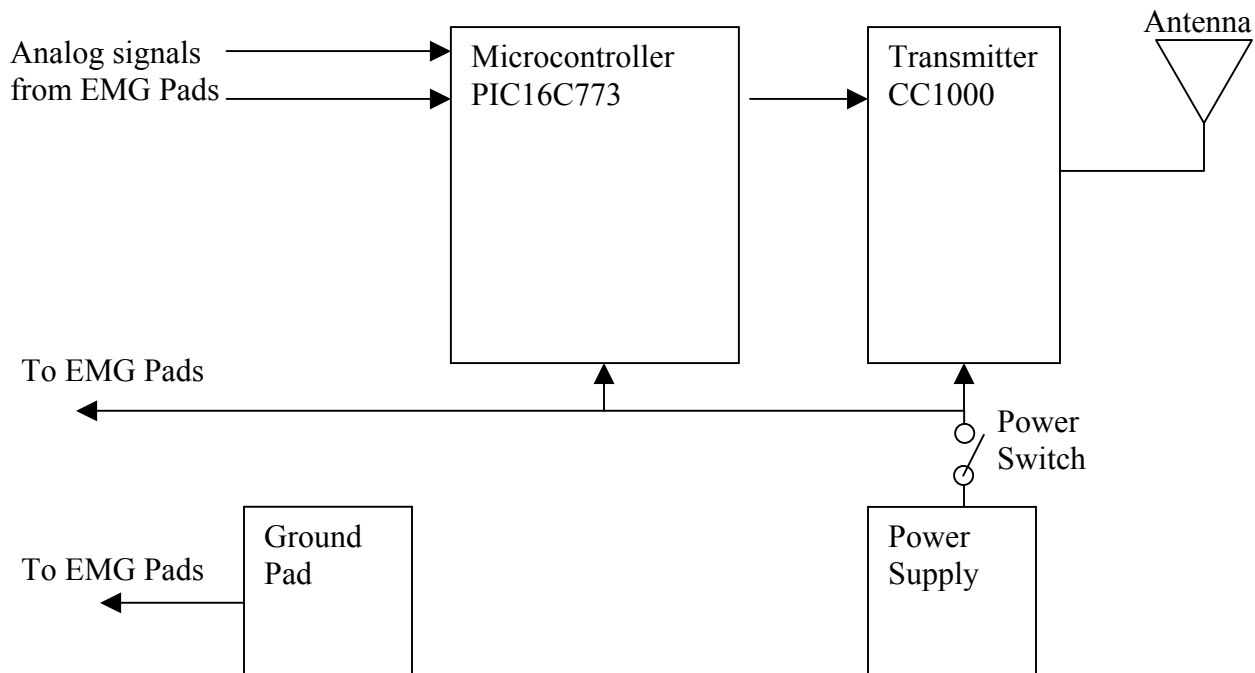 Antenna
Analog signals
from EMG Pads
Microcontroller
PIC16C773
Transmitter
CC1000
To EMG Pads
Power
Switch
Ground
Pad
Power
Supply
To EMG Pads